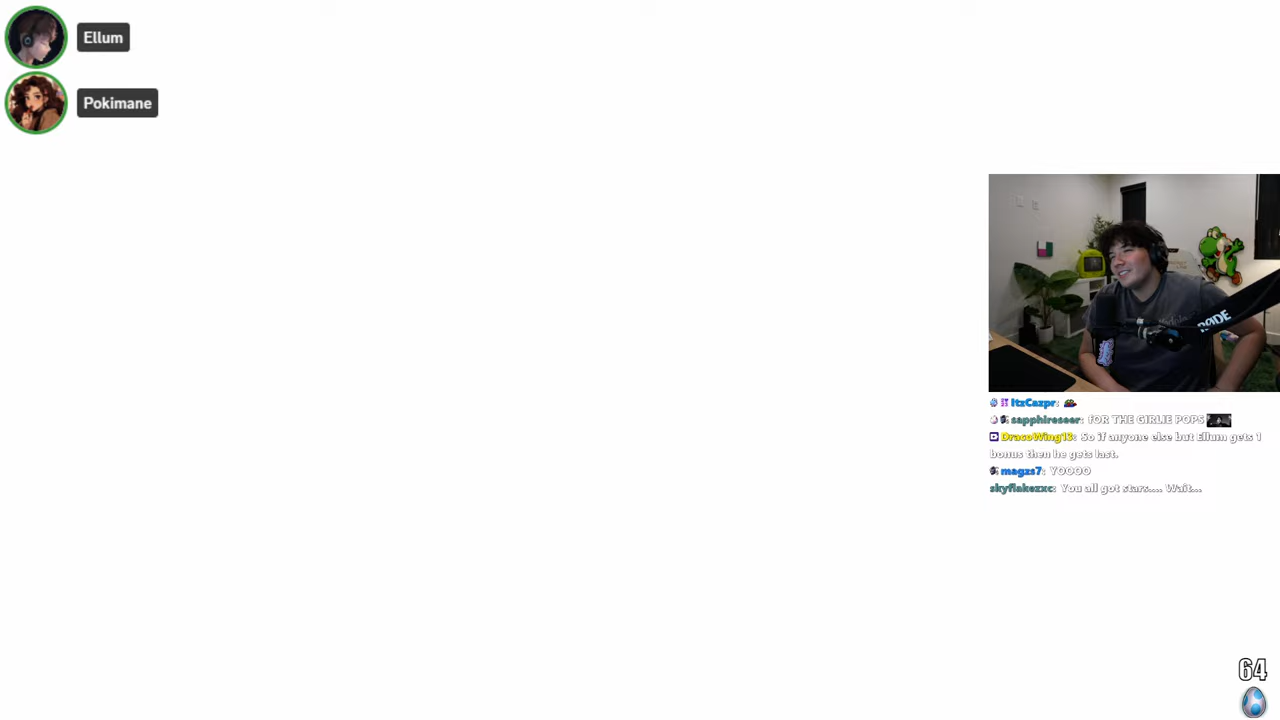 Ellum
Pokimane
RØDE
ItzCazpr:
sapphireseer: fOR THE GIRLIE POPS
DracoWing13: So if anyone else but Ellum gets 1
bonus then he gets last.
magzs7: YOOOO
skyflakezxc: You all got stars.... Wait...
64